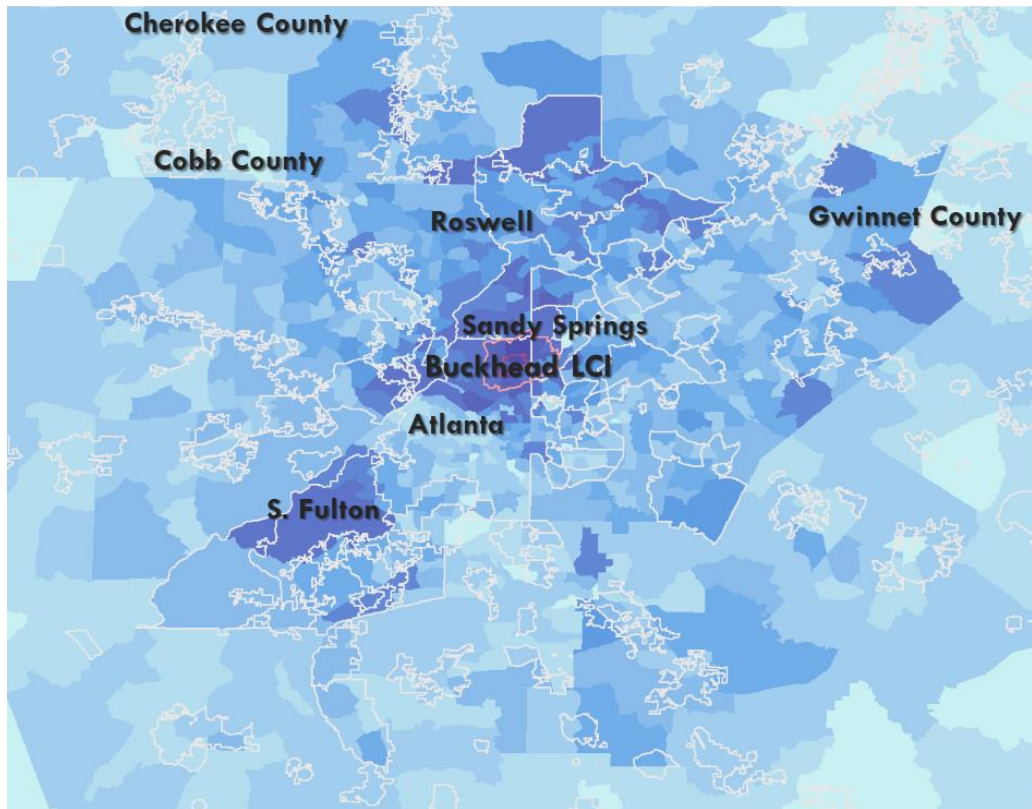 Cherokee County
Cobb County
Roswell
Gwinnet County
Sandy Springs
Buckhead LCI
Atlanta
S. Fulton